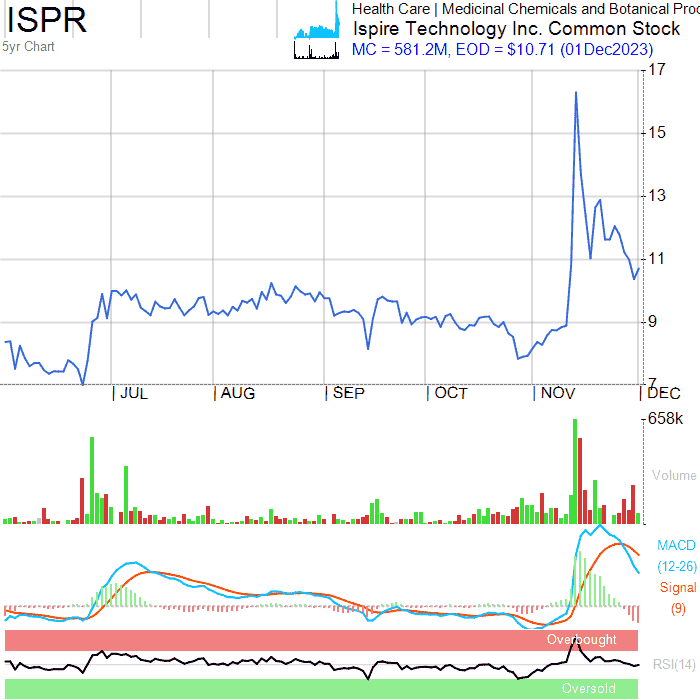 ISPR
5yr Chart
Health Care | Medicinal Chemicals and Botanical Proc
Ispire Technology Inc. Common Stock
MC = 581.2M, EOD = $10.71 (01Dec2023)
17
15
13
11
9
7
JUL AUG SEP OCT NOV DEC
658k
Volume
MACD
(12-26)
Signal
(9)
Overbought
RSI(14)
Oversold